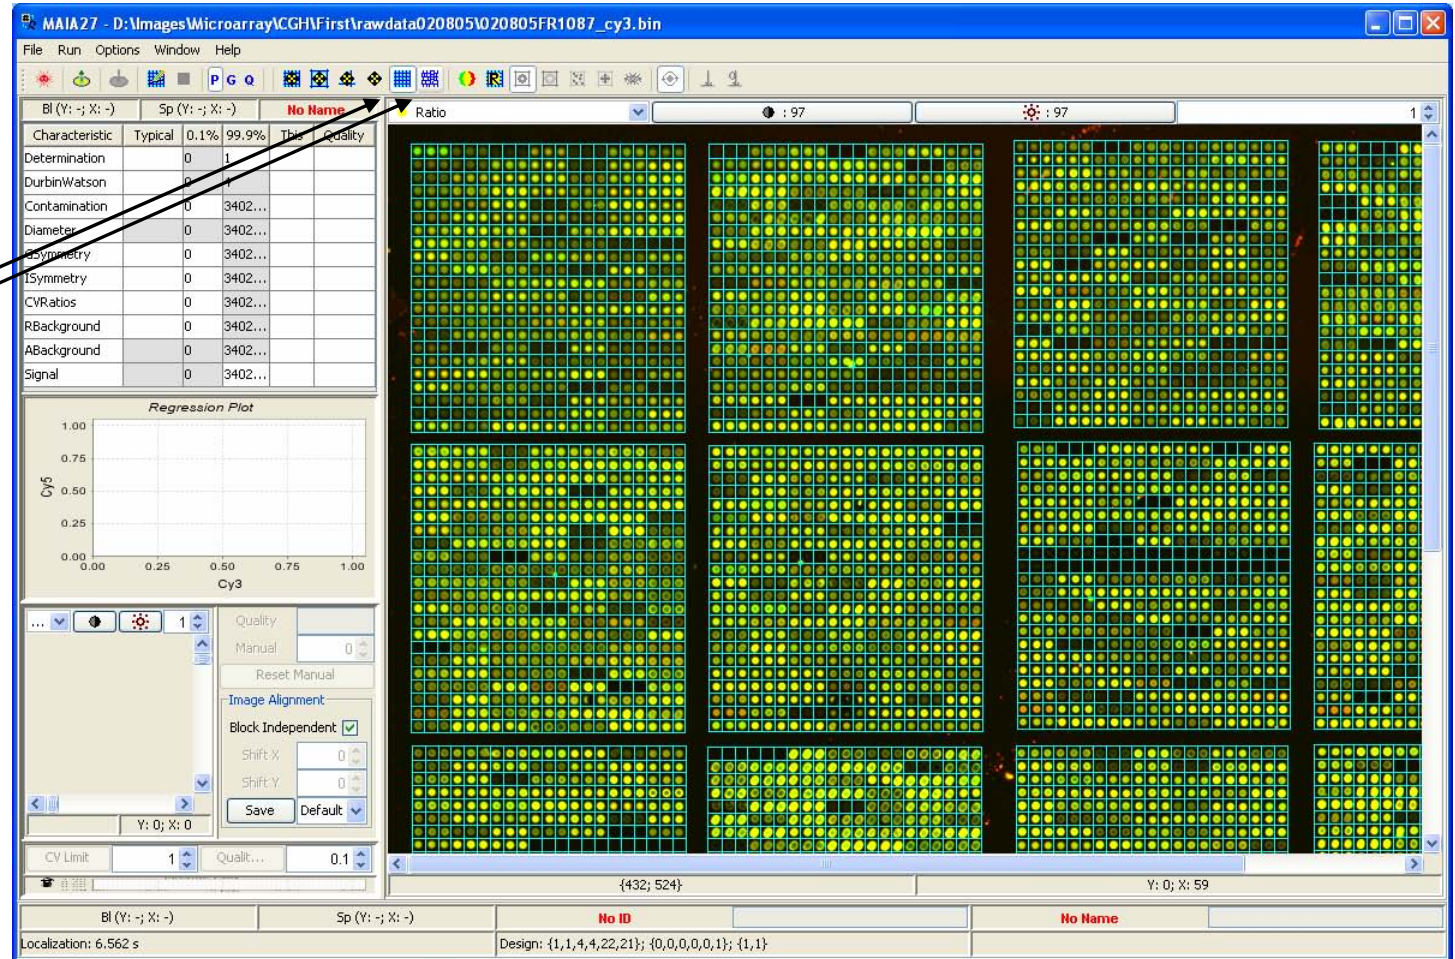 MAIA27 - D:\Images\Microarray\CGH\First\rawdata020805\020805FR1087_cy3.bin
File Run Options Window Help
P G Q
Bl (Y: -; X: -) Sp (Y: -; X: -) No Name
Ratio : 97 : 97 1
Characteristic Typical 0.1% 99.9% This Quality
Determination 0 1
DurbinWatson 0 4
Contamination 0 3402...
Diameter 0 3402...
GSymmetry 0 3402...
ISymmetry 0 3402...
CVRatios 0 3402...
RBackground 0 3402...
ABackground 0 3402...
Signal 0 3402...
Regression Plot
1.00
0.75
0.50
0.25
0.00
Cy5
0.00 0.25 0.50 0.75 1.00
Cy3
... 1 Quality
Manual 0
Reset Manual
Image Alignment
Block Independent
Shift X 0
Shift Y 0
Save Default
Y: 0; X: 0
CV Limit 1 Qualit... 0.1
{432; 524} Y: 0; X: 59
Bl (Y: -; X: -) Sp (Y: -; X: -) No ID No Name
Localization: 6.562 s Design: {1,1,4,4,22,21}; {0,0,0,0,0,1}; {1,1}